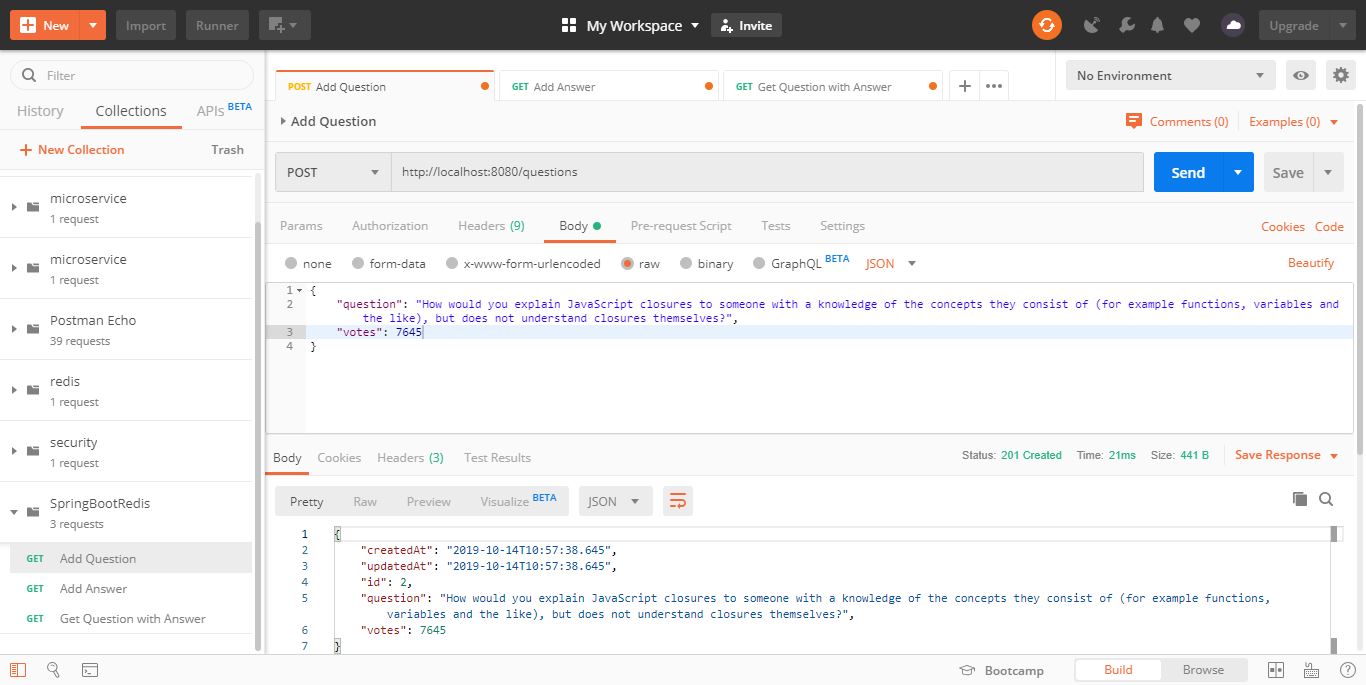 New Import Runner My Workspace Invite Upgrade
Filter
History Collections APIs BETA
New Collection Trash
microservice
1 request
microservice
1 request
Postman Echo
39 requests
redis
1 request
security
1 request
SpringBootRedis
3 requests
GET Add Question
GET Add Answer
GET Get Question with Answer
POST Add Question GET Add Answer GET Get Question with Answer + ••• No Environment
Add Question Comments (0) Examples (0)
POST http://localhost:8080/questions Send Save
Params Authorization Headers (9) Body Pre-request Script Tests Settings Cookies Code
none form-data x-www-form-urlencoded raw binary GraphQL BETA JSON Beautify
1 {
2 "question": "How would you explain JavaScript closures to someone with a knowledge of the concepts they consist of (for example functions, variables and
the like), but does not understand closures themselves?",
3 "votes": 7645
4 }
Body Cookies Headers (3) Test Results Status: 201 Created Time: 21ms Size: 441 B Save Response
Pretty Raw Preview Visualize BETA JSON
1 {
2 "createdAt": "2019-10-14T10:57:38.645",
3 "updatedAt": "2019-10-14T10:57:38.645",
4 "id": 2,
5 "question": "How would you explain JavaScript closures to someone with a knowledge of the concepts they consist of (for example functions,
variables and the like), but does not understand closures themselves?",
6 "votes": 7645
7 }
Bootcamp Build Browse ?